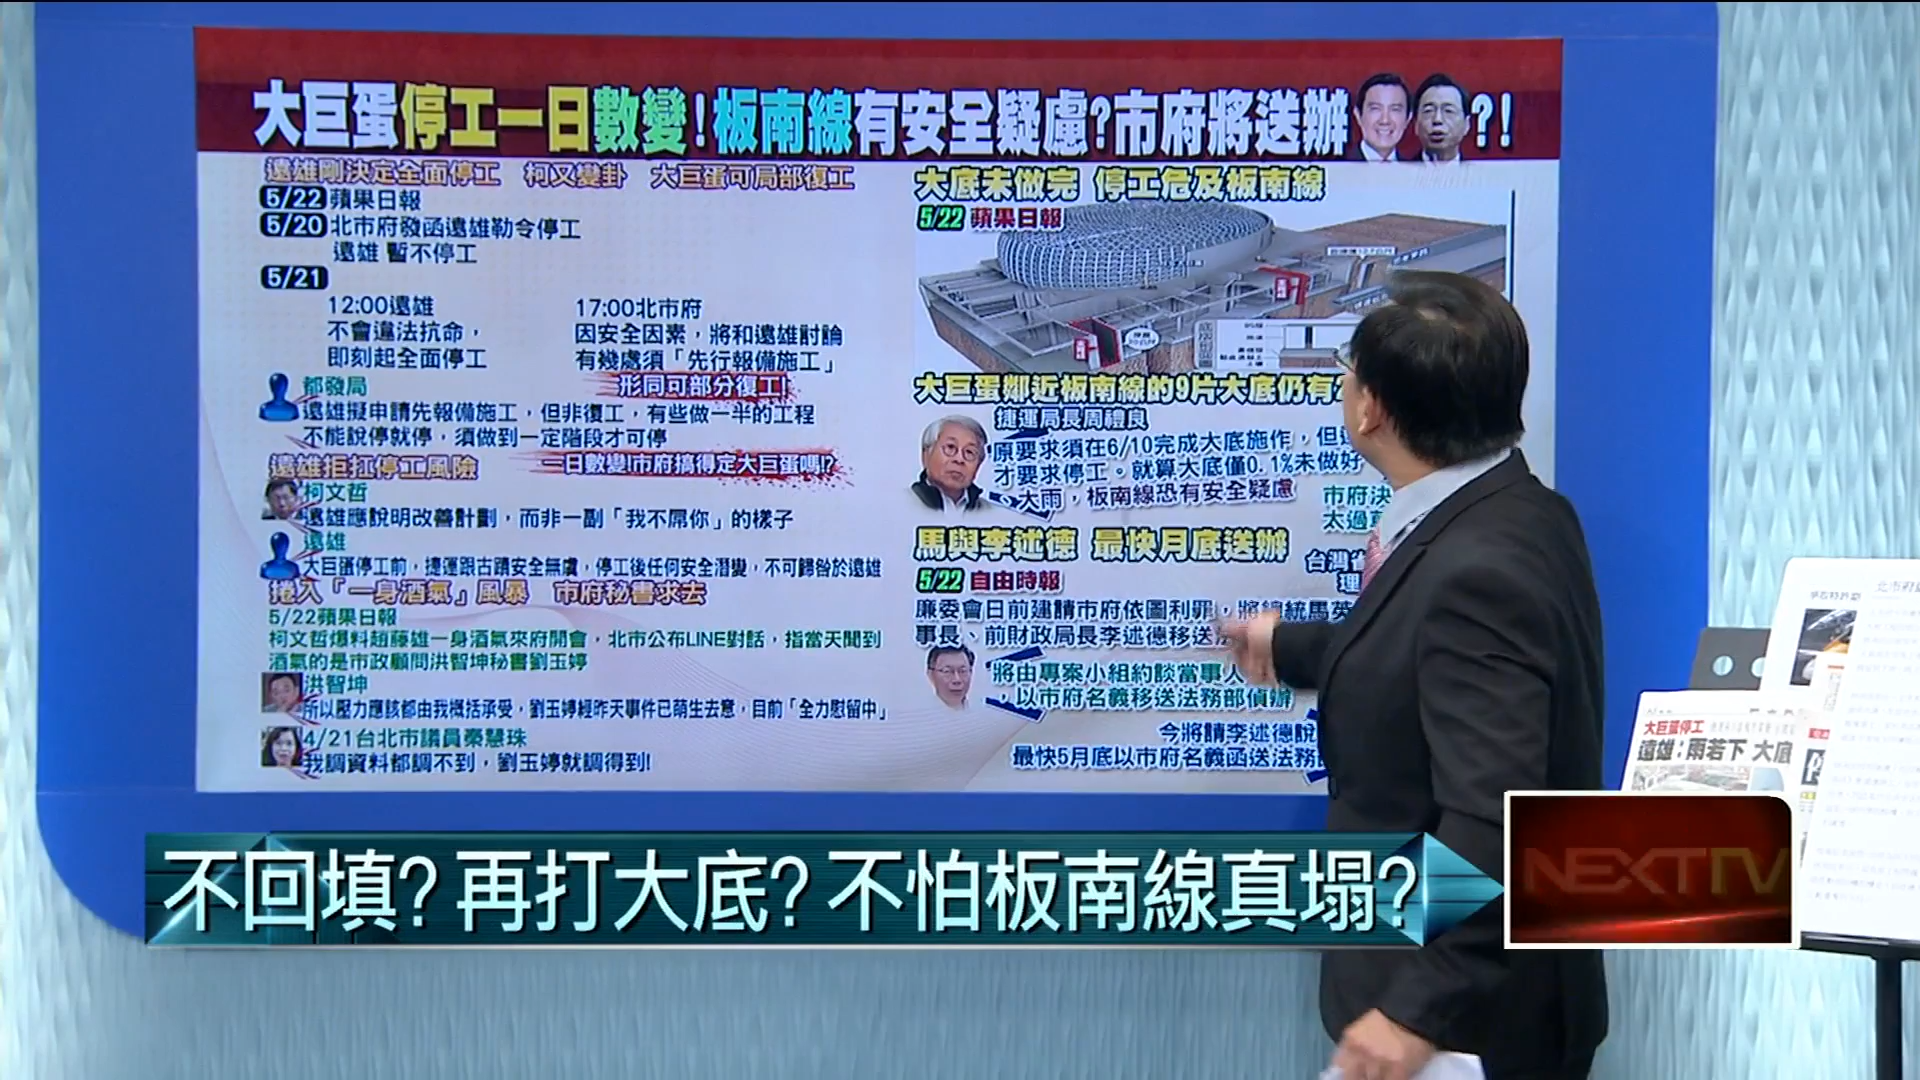 大巨蛋停工一日數變!板南線有安全疑慮?市府將送辦?!
遠雄剛決定全面停工 柯又變卦 大巨蛋可局部復工
5/22 蘋果日報
5/20 北市府發函遠雄勒令停工
遠雄 暫不停工
5/21
12:00遠雄
不會違法抗命，
即刻起全面停工
17:00北市府
因安全因素，將和遠雄討論
有幾處須「先行報備施工」
形同可部分復工!
都發局
遠雄擬申請先報備施工，但非復工，有些做一半的工程
不能說停就停，須做到一定階段才可停
一日數變!市府搞得定大巨蛋嗎!?
遠雄拒扛停工風險
柯文哲
遠雄應說明改善計劃，而非一副「我不屌你」的樣子
遠雄
大巨蛋停工前，捷運跟古蹟安全無虞，停工後任何安全潛變，不可歸咎於遠雄
捲入「一身酒氣」風暴 市府秘書求去
5/22蘋果日報
柯文哲爆料趙藤雄一身酒氣來府開會，北市公布LINE對話，指當天聞到
酒氣的是市政顧問洪智坤秘書劉玉婷
洪智坤
所以壓力應該都由我概括承受，劉玉婷經昨天事件已萌生去意，目前「全力慰留中」
4/21台北市議員秦慧珠
我調資料都調不到，劉玉婷就調得到!
大底未做完 停工危及板南線
5/22 蘋果日報
大巨蛋鄰近板南線的9片大底仍有2
捷運局長周禮良
原要求須在6/10完成大底施作，但
才要求停工。就算大底僅0.1%未做好
大雨，板南線恐有安全疑慮
市府決
太過
馬與李述德 最快月底送辦
5/22 自由時報
台灣省
理
廉委會日前建請市府依圖利罪，將總統馬英
事長、前財政局長李述德移送
將由專案小組約談當事人
，以市府名義移送法務部偵辦
今將請李述德說
最快5月底以市府名義函送法務
大巨蛋停工
遠雄：雨若下 大底
不回填?再打大底?不怕板南線真塌?
NEXTTV